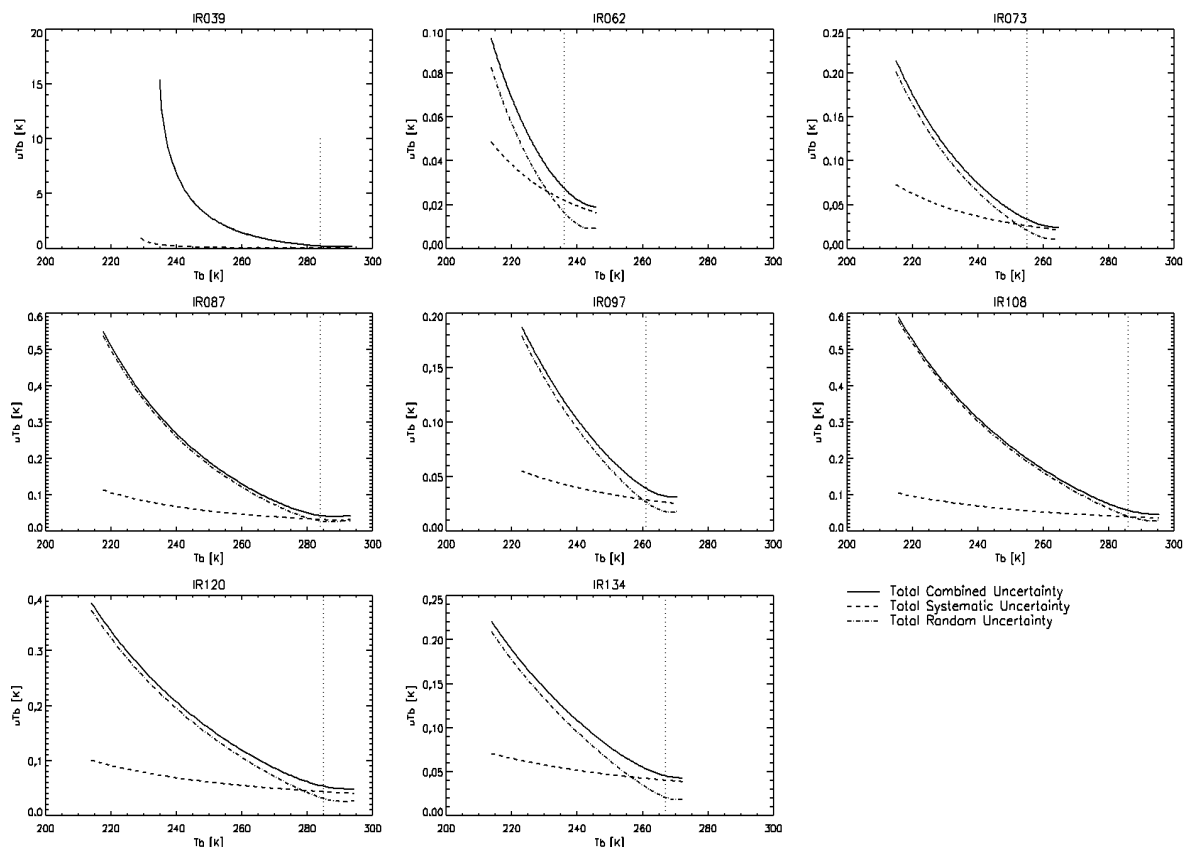 IR039
20
15
10
5
0
200 220 240 260 280 300
Tb [K]
uTb [K]
IR062
0.10
0.08
0.06
0.04
0.02
0.00
200 220 240 260 280 300
Tb [K]
uTb [K]
IR073
0.25
0.20
0.15
0.10
0.05
0.00
200 220 240 260 280 300
Tb [K]
uTb [K]
IR087
0.6
0.5
0.4
0.3
0.2
0.1
0.0
200 220 240 260 280 300
Tb [K]
uTb [K]
IR097
0.20
0.15
0.10
0.05
0.00
200 220 240 260 280 300
Tb [K]
uTb [K]
IR108
0.6
0.5
0.4
0.3
0.2
0.1
0.0
200 220 240 260 280 300
Tb [K]
uTb [K]
IR120
0.4
0.3
0.2
0.1
0.0
200 220 240 260 280 300
Tb [K]
uTb [K]
IR134
0.25
0.20
0.15
0.10
0.05
0.00
200 220 240 260 280 300
Tb [K]
uTb [K]
Total Combined Uncertainty
Total Systematic Uncertainty
Total Random Uncertainty